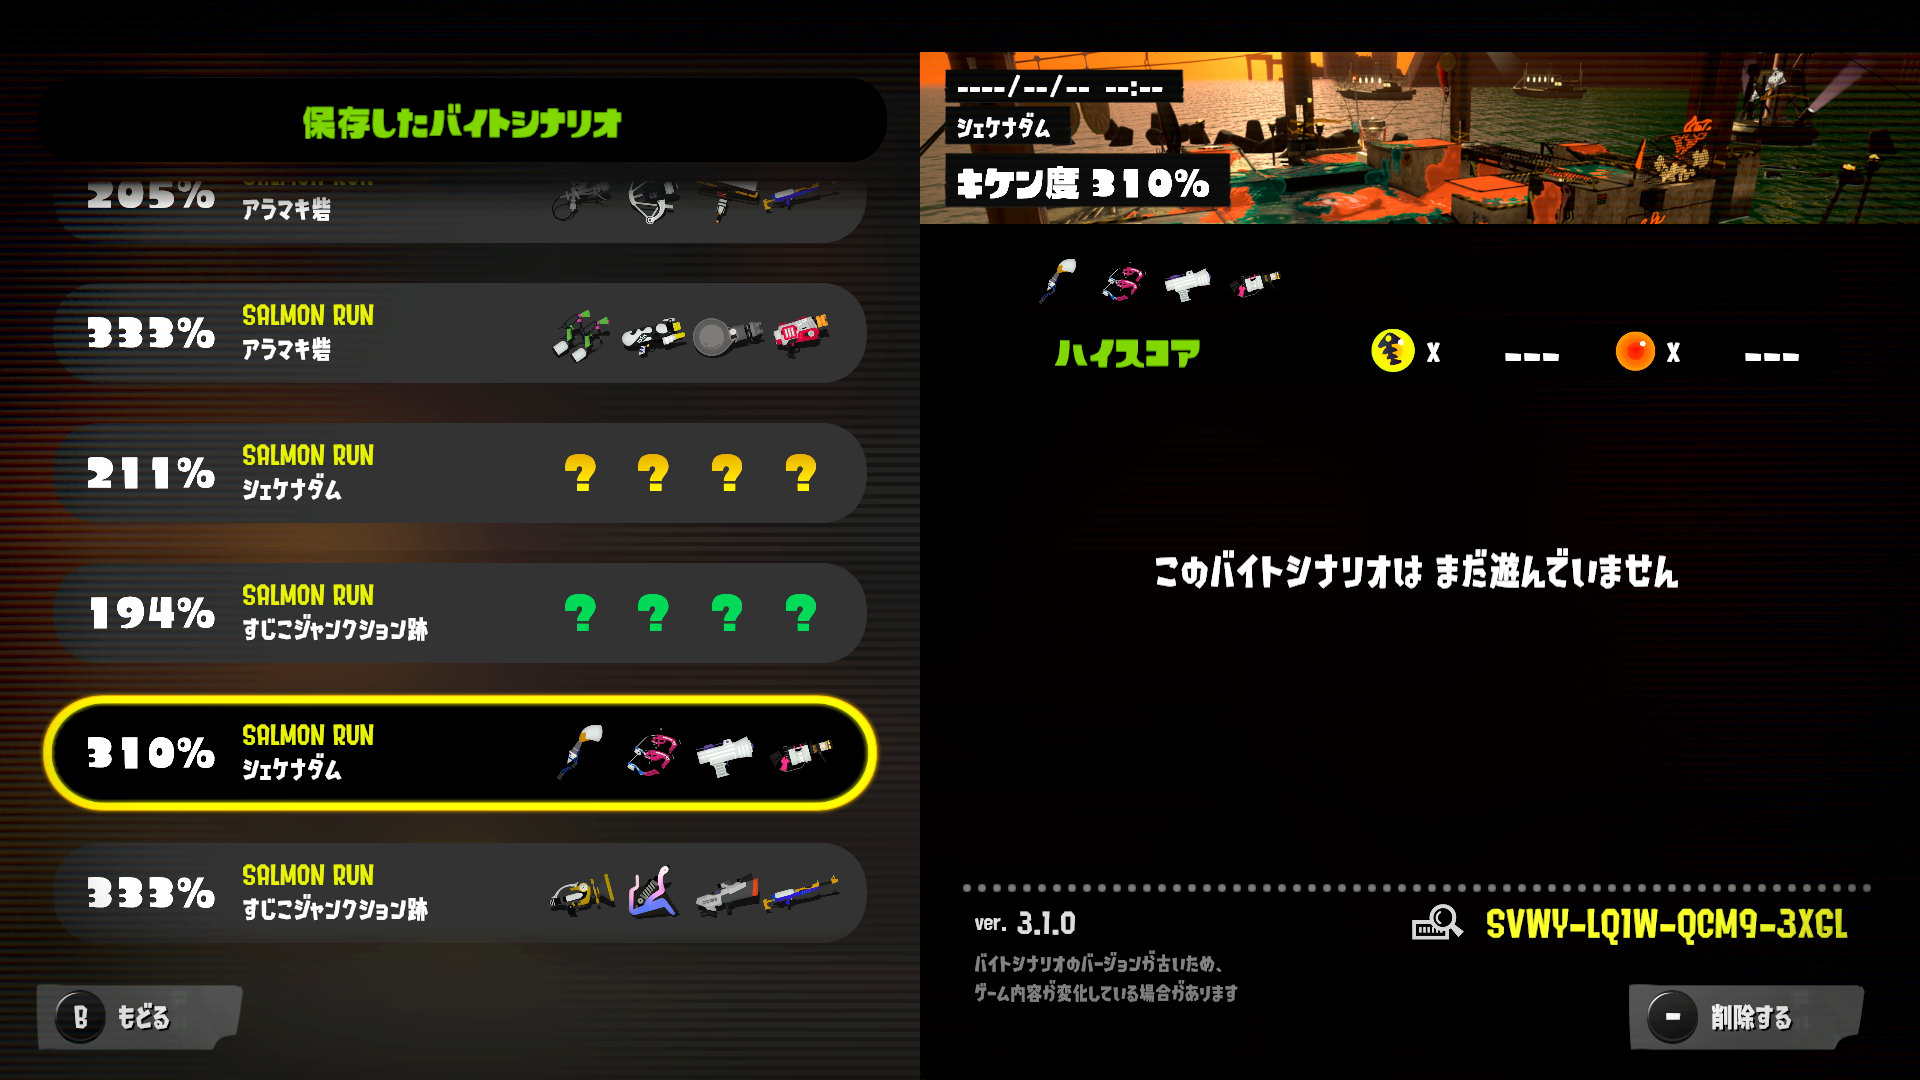 保存したバイトシナリオ
205%
SALMON RUN
アラマキ砦
333%
SALMON RUN
アラマキ砦
211%
SALMON RUN
シェケナダム
? ? ? ?
194%
SALMON RUN
すじこジャンクション跡
? ? ? ?
310%
SALMON RUN
シェケナダム
333%
SALMON RUN
すじこジャンクション跡
B もどる
----/--/-- --:--
シェケナダム
キケン度 310%
ハイスコア x --- x ---
このバイトシナリオは まだ遊んでいません
ver. 3.1.0
SVWY-LQ1W-QCM9-3XGL
バイトシナリオのバージョンが古いため、
ゲーム内容が変化している場合があります
- 削除する